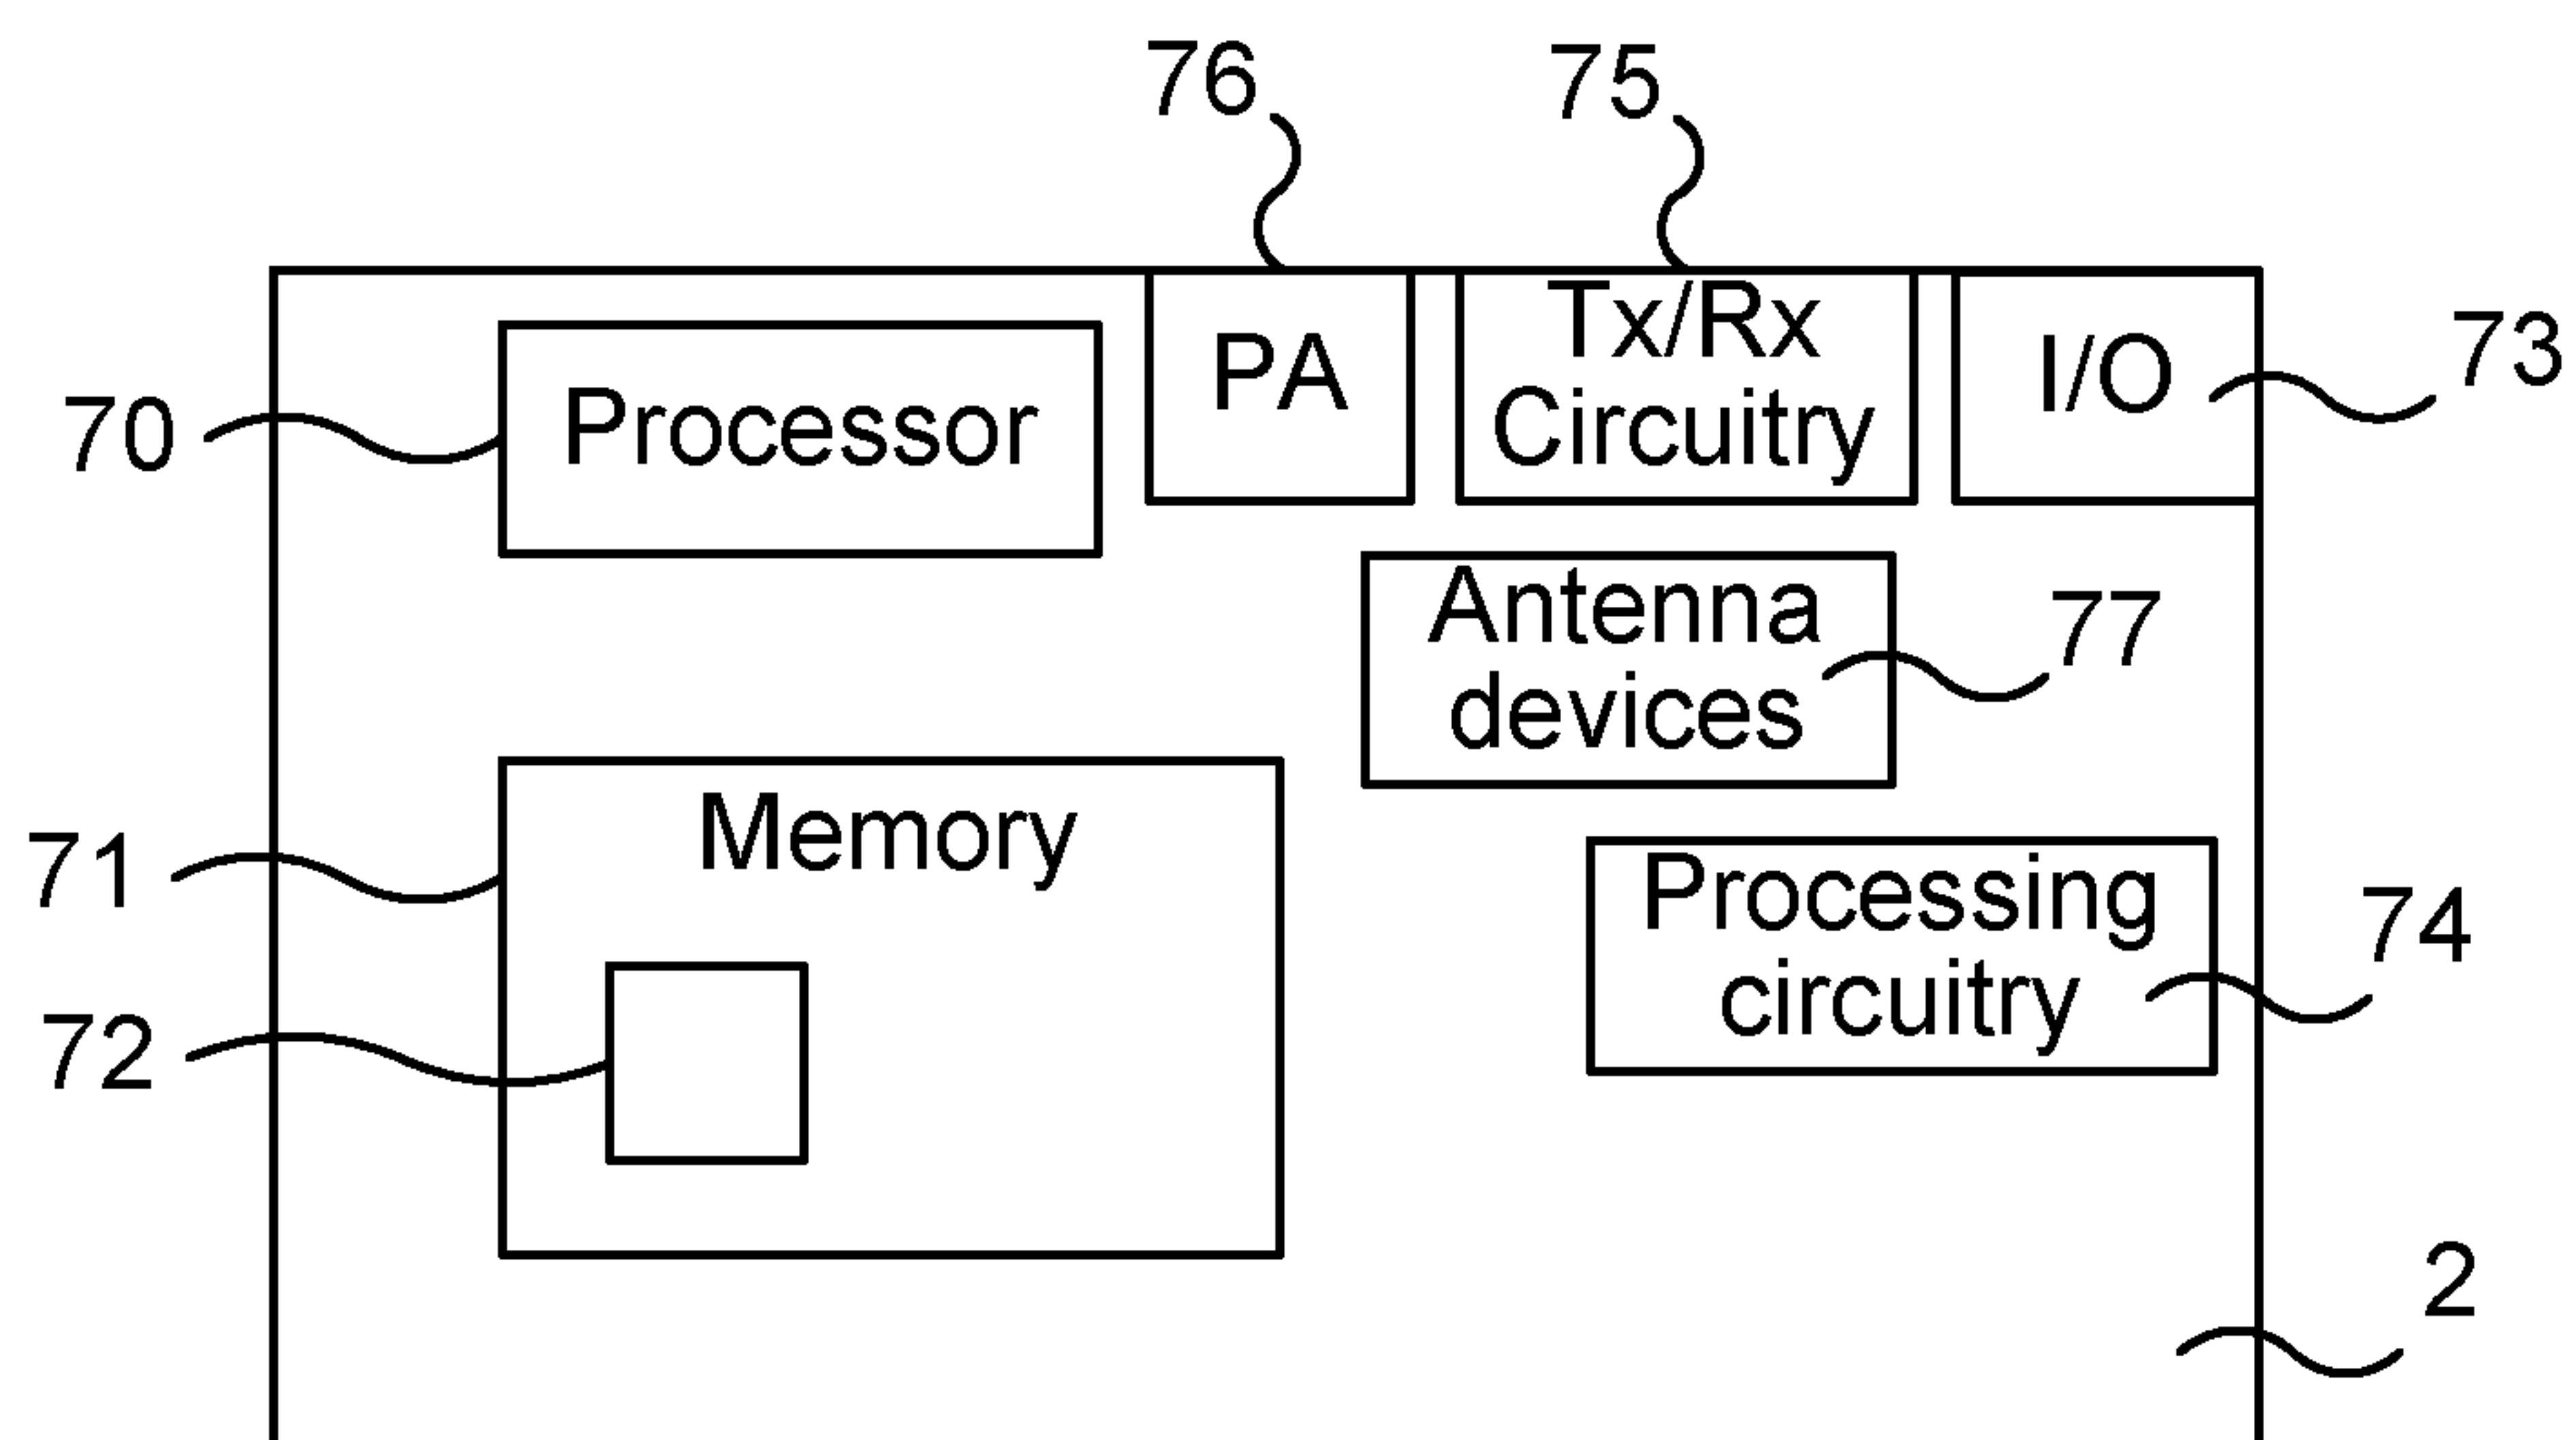 76
75
Tx/Rx
Circuitry
PA
I/O
73
70
Processor
Antenna
devices
77
71
Memory
Processing
circuitry
74
72
2